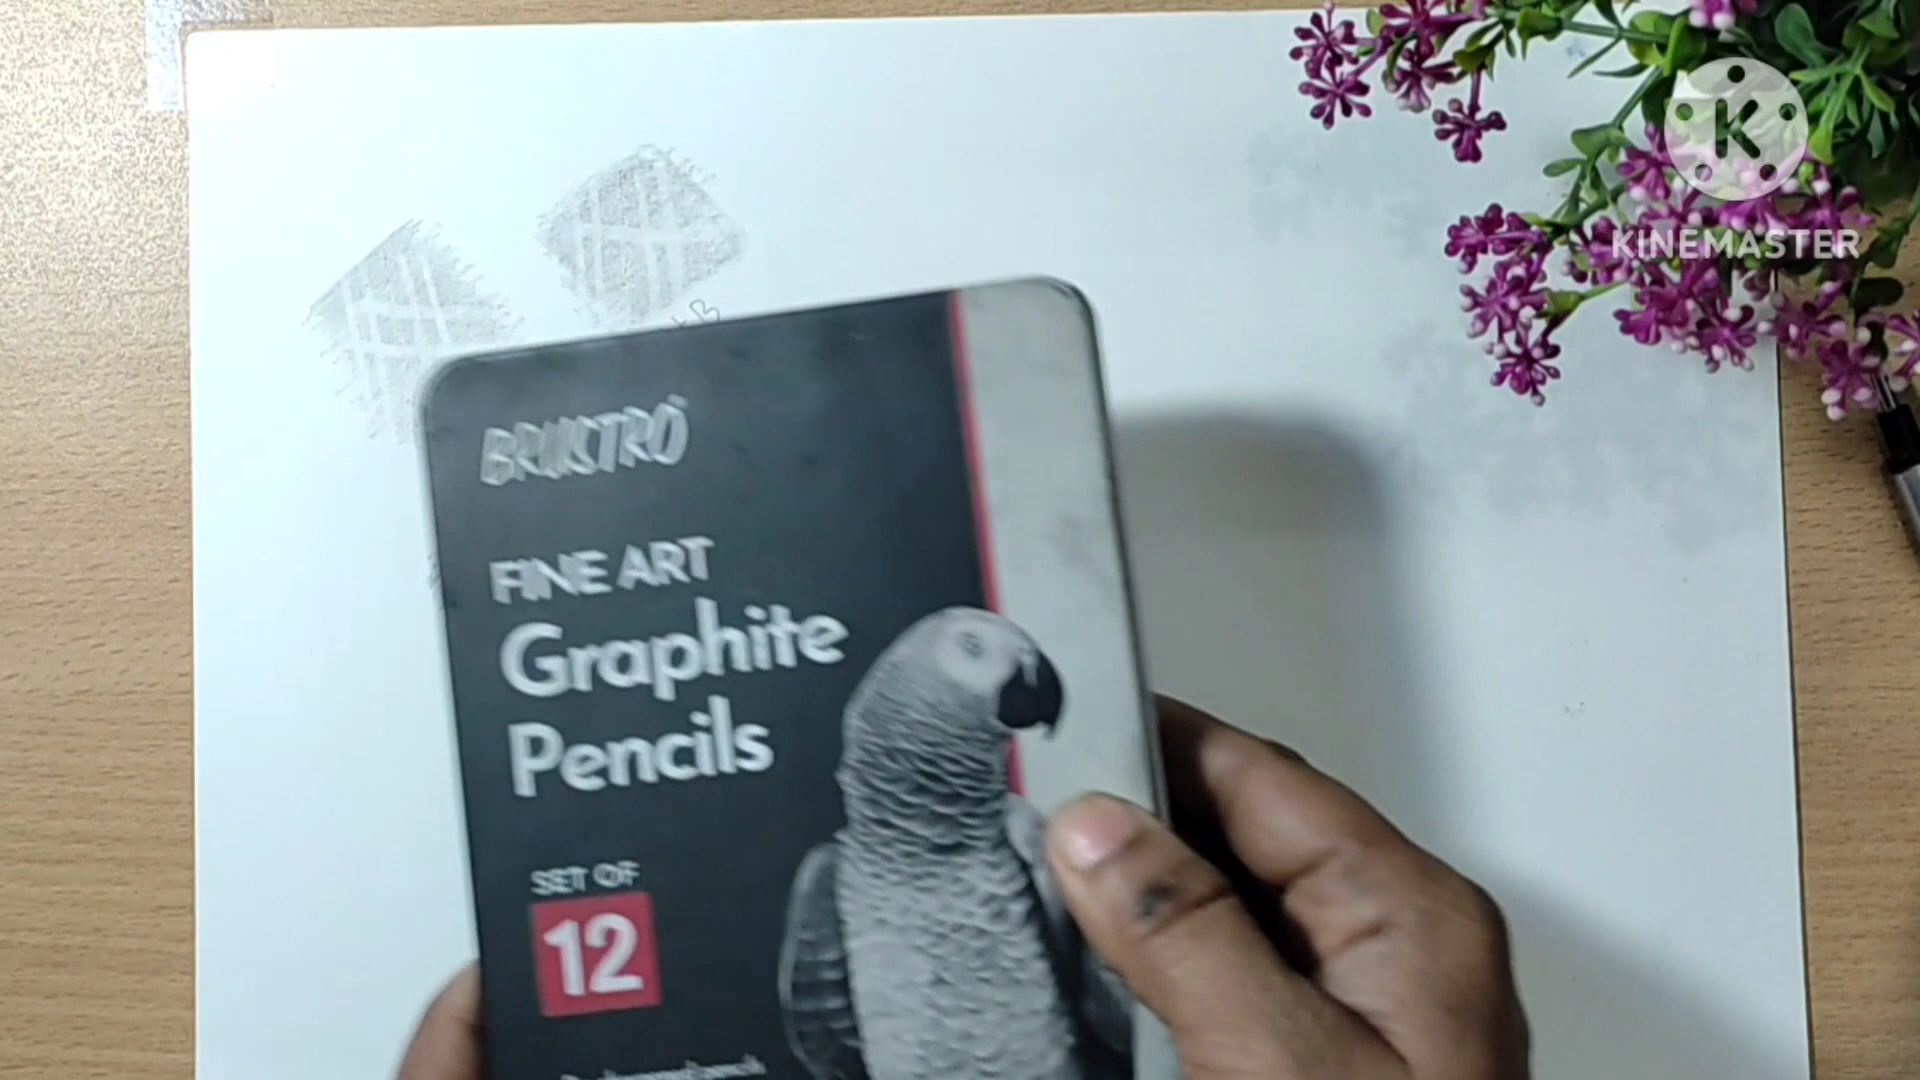 KINEMASTER
BRUSTRO
FINE ART
Graphite
Pencils
SET OF
12